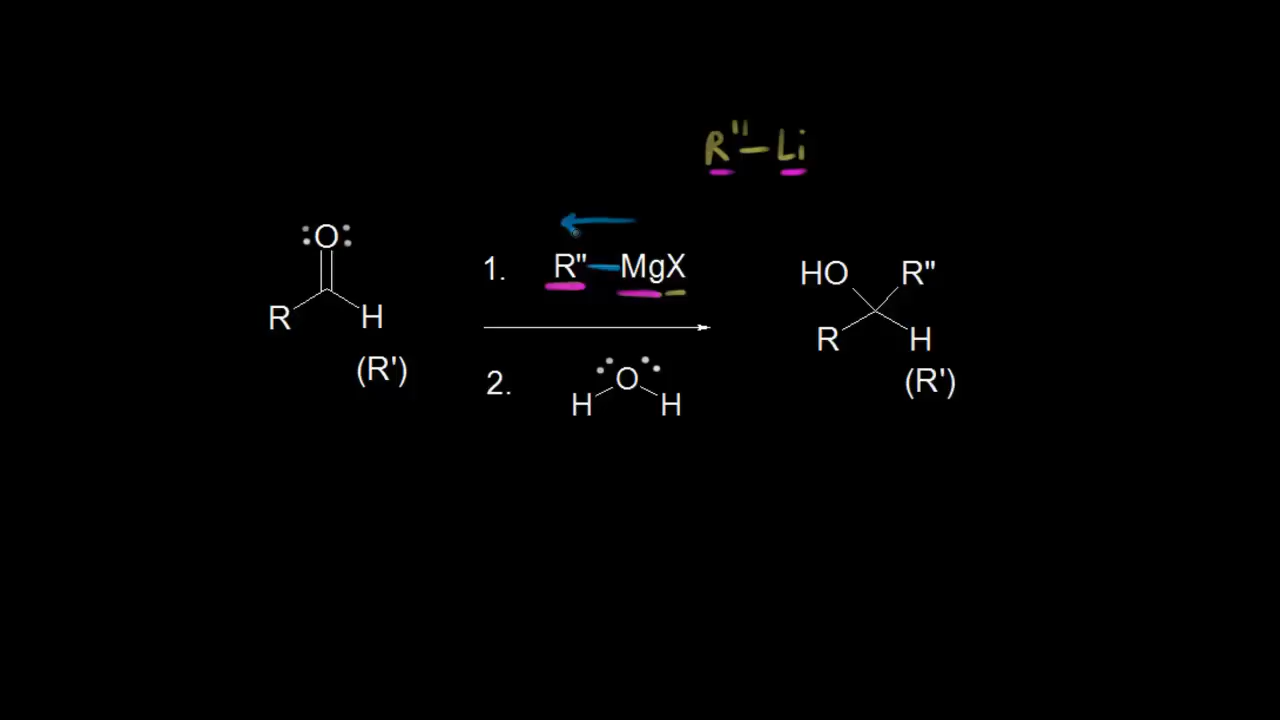 R"-Li
:O:
1. R"-MgX
HO R"
R H
R H
(R')
(R')
2. H O H